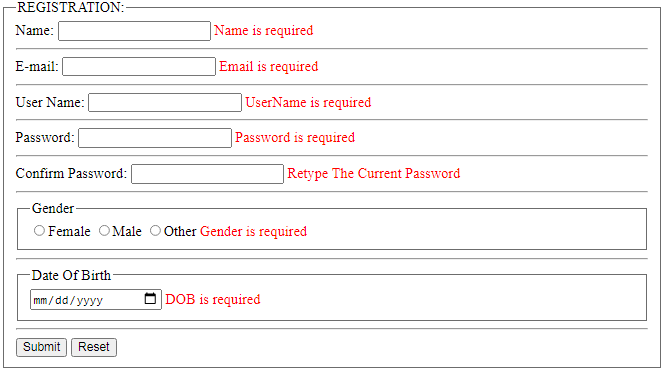 REGISTRATION:
Name: Name is required
E-mail: Email is required
User Name: UserName is required
Password: Password is required
Confirm Password: Retype The Current Password
Gender
Female Male Other Gender is required
Date Of Birth
mm/dd/yyyy DOB is required
Submit Reset